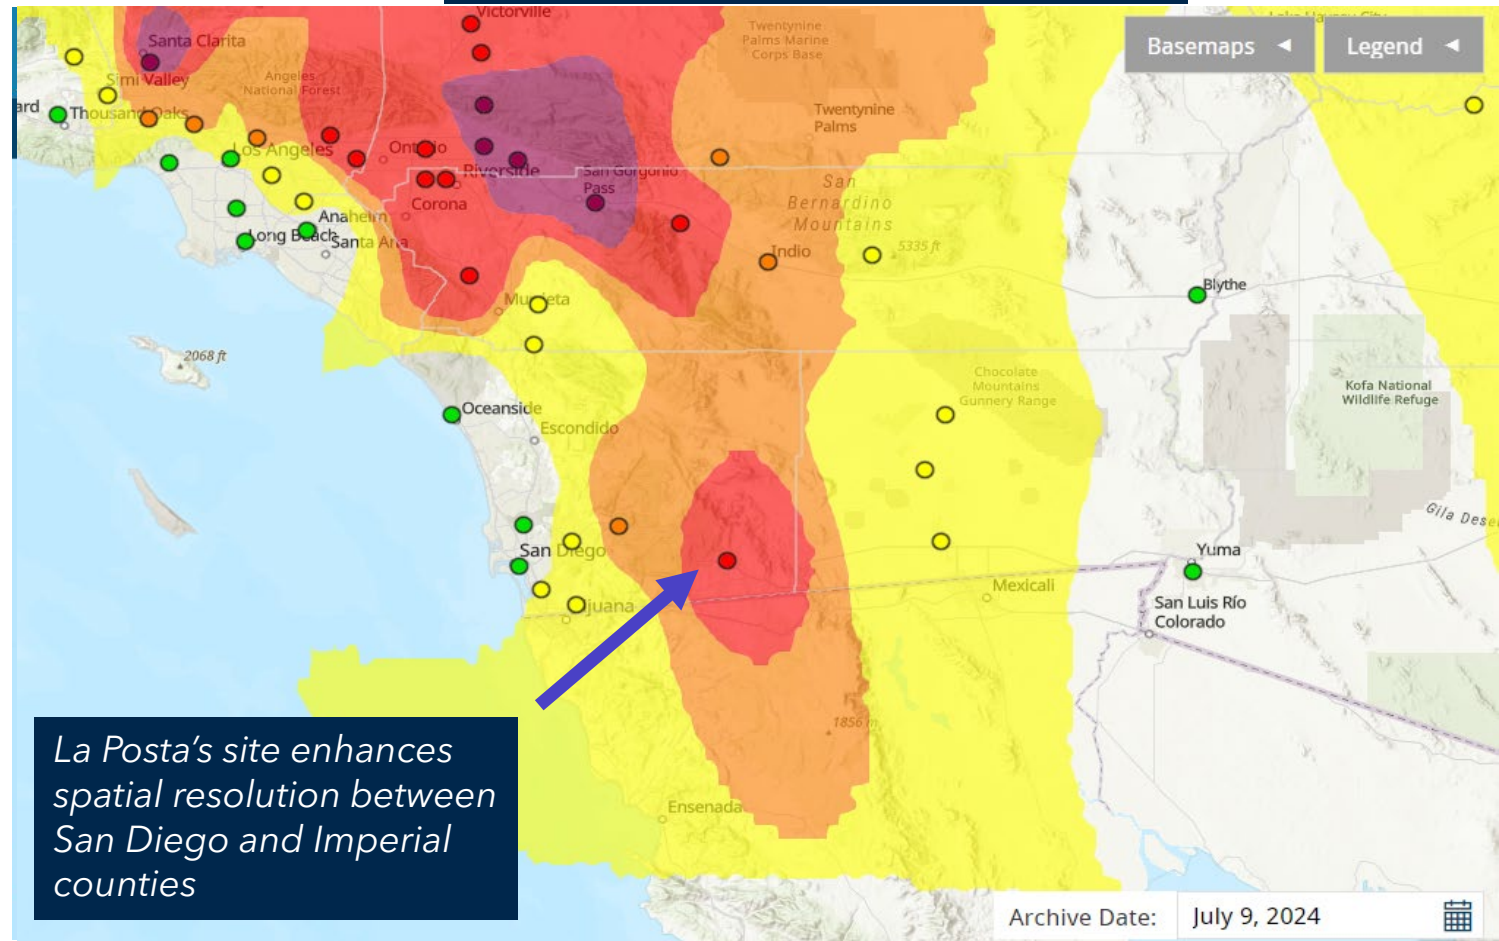 Victorville
Santa Clarita
Twentynine
Palms Marine
Corps Base
Basemaps
Legend
Simi Valley
Angeles
National Forest
ard
Thousand Oaks
Twentynine
Palms
Los Angeles
Ontario
Riverside
San Gorgonio
Pass
San
Bernardino
Mountains
Corona
Anaheim
Long Beach
Santa Ana
Indio
5335 ft
Blythe
Murrieta
2068 ft
Chocolate
Mountains
Gunnery Range
Kofa National
Wildlife Refuge
Oceanside
Escondido
Gila Dese
San Diego
Yuma
Mexicali
San Luis Río
Colorado
ijuana
1856 m
La Posta’s site enhances
spatial resolution between
San Diego and Imperial
counties
Ensenada
Archive Date:
July 9, 2024